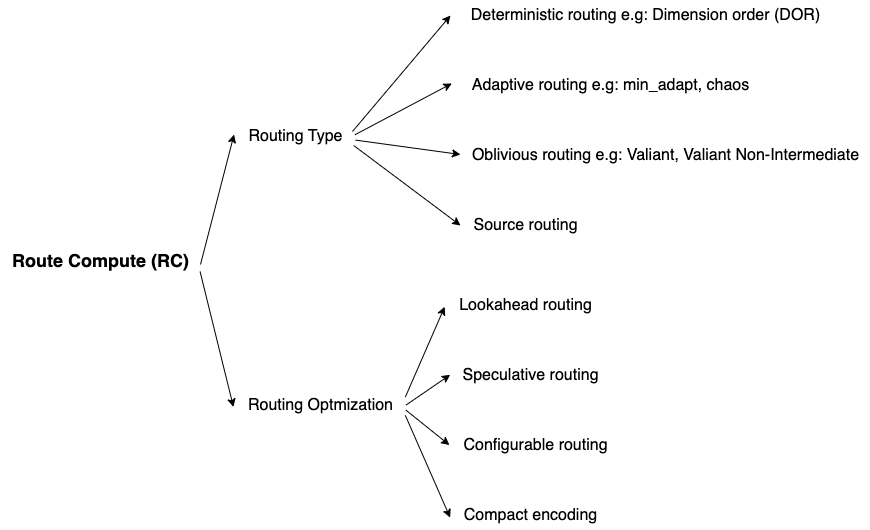 Route Compute (RC)
Routing Type
Deterministic routing e.g: Dimension order (DOR)
Adaptive routing e.g: min_adapt, chaos
Oblivious routing e.g: Valiant, Valiant Non-Intermediate
Source routing
Routing Optmization
Lookahead routing
Speculative routing
Configurable routing
Compact encoding